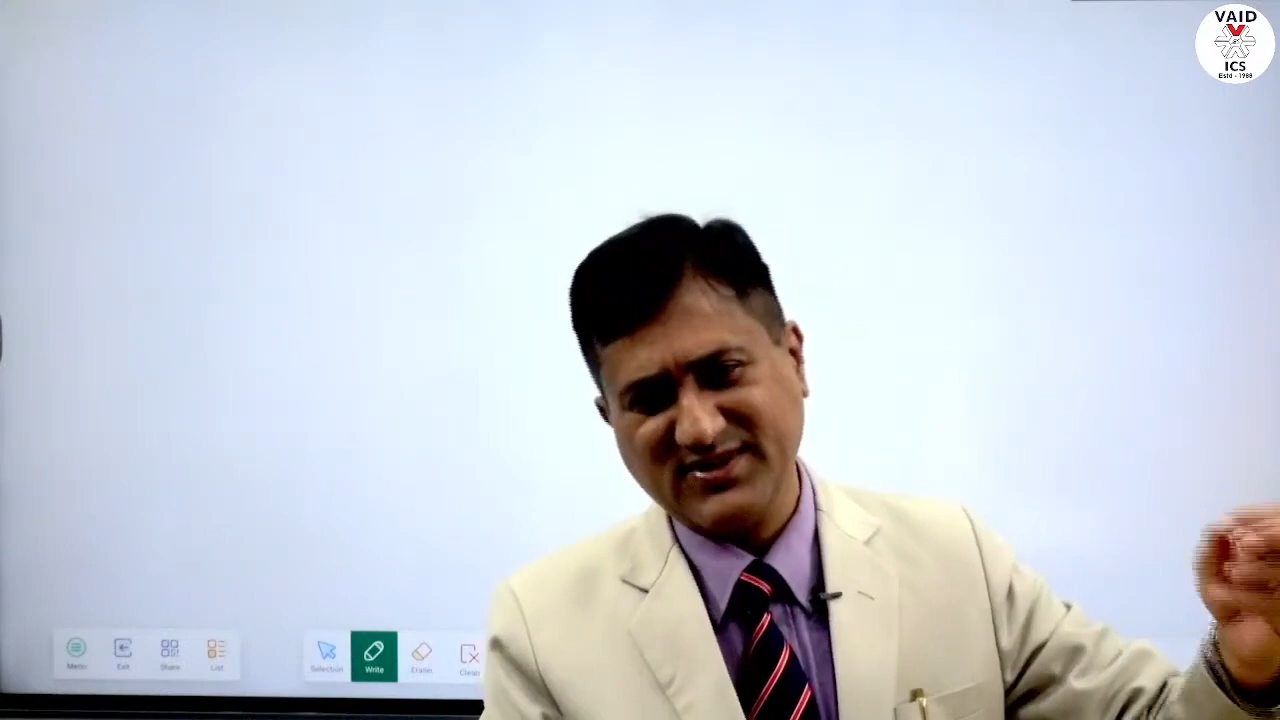 VAID
ICS
Estd - 1988
Menu
Exit
Share
List
Selection
Write
Erase
Clean